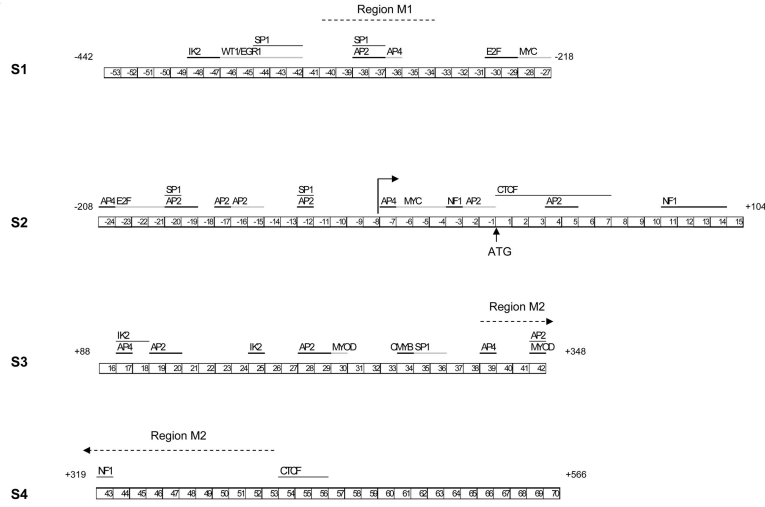 Region M1
SP1 SP1
IK2 WT1/EGR1 AP2 AP4 E2F MYC
-442 -218
S1
-53 -52 -51 -50 -49 -48 -47 -46 -45 -44 -43 -42 -41 -40 -39 -38 -37 -36 -35 -34 -33 -32 -31 -30 -29 -28 -27
SP1 SP1 CTCF
AP4 E2F AP2 AP2 AP2 AP2 AP4 MYC NF1 AP2 AP2 NF1
-208 +104
S2
-24 -23 -22 -21 -20 -19 -18 -17 -16 -15 -14 -13 -12 -11 -10 -9 -8 -7 -6 -5 -4 -3 -2 -1 1 2 3 4 5 6 7 8 9 10 11 12 13 14 15
ATG
Region M2
IK2 AP2
AP4 AP2 IK2 AP2 MYOD CMYB SP1 AP4 MYOD
+88 +348
S3
16 17 18 19 20 21 22 23 24 25 26 27 28 29 30 31 32 33 34 35 36 37 38 39 40 41 42
Region M2
+319 NF1 CTCF +566
S4
43 44 45 46 47 48 49 50 51 52 53 54 55 56 57 58 59 60 61 62 63 64 65 66 67 68 69 70